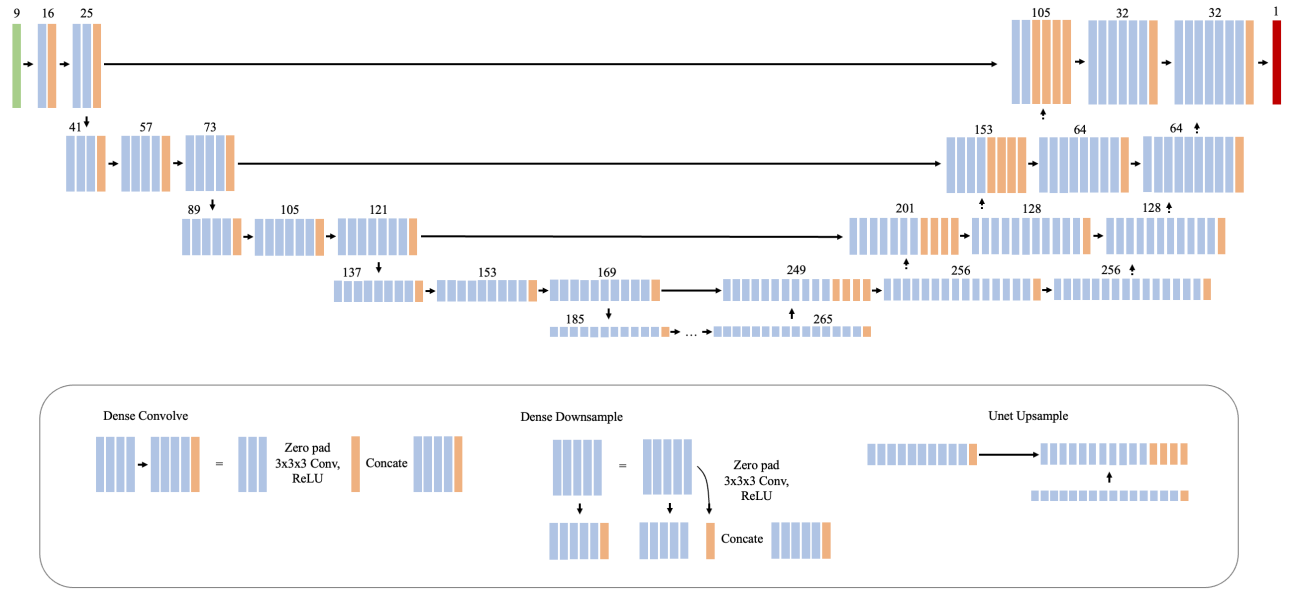 9 16 25 105 32 32 1
41 57 73 153 64 64
89 105 121 201 128 128
137 153 169 249 256 256
185 ... 265
Dense Convolve
=
Zero pad
3x3x3 Conv,
ReLU
Concate
Dense Downsample
=
Zero pad
3x3x3 Conv,
ReLU
Concate
Unet Upsample